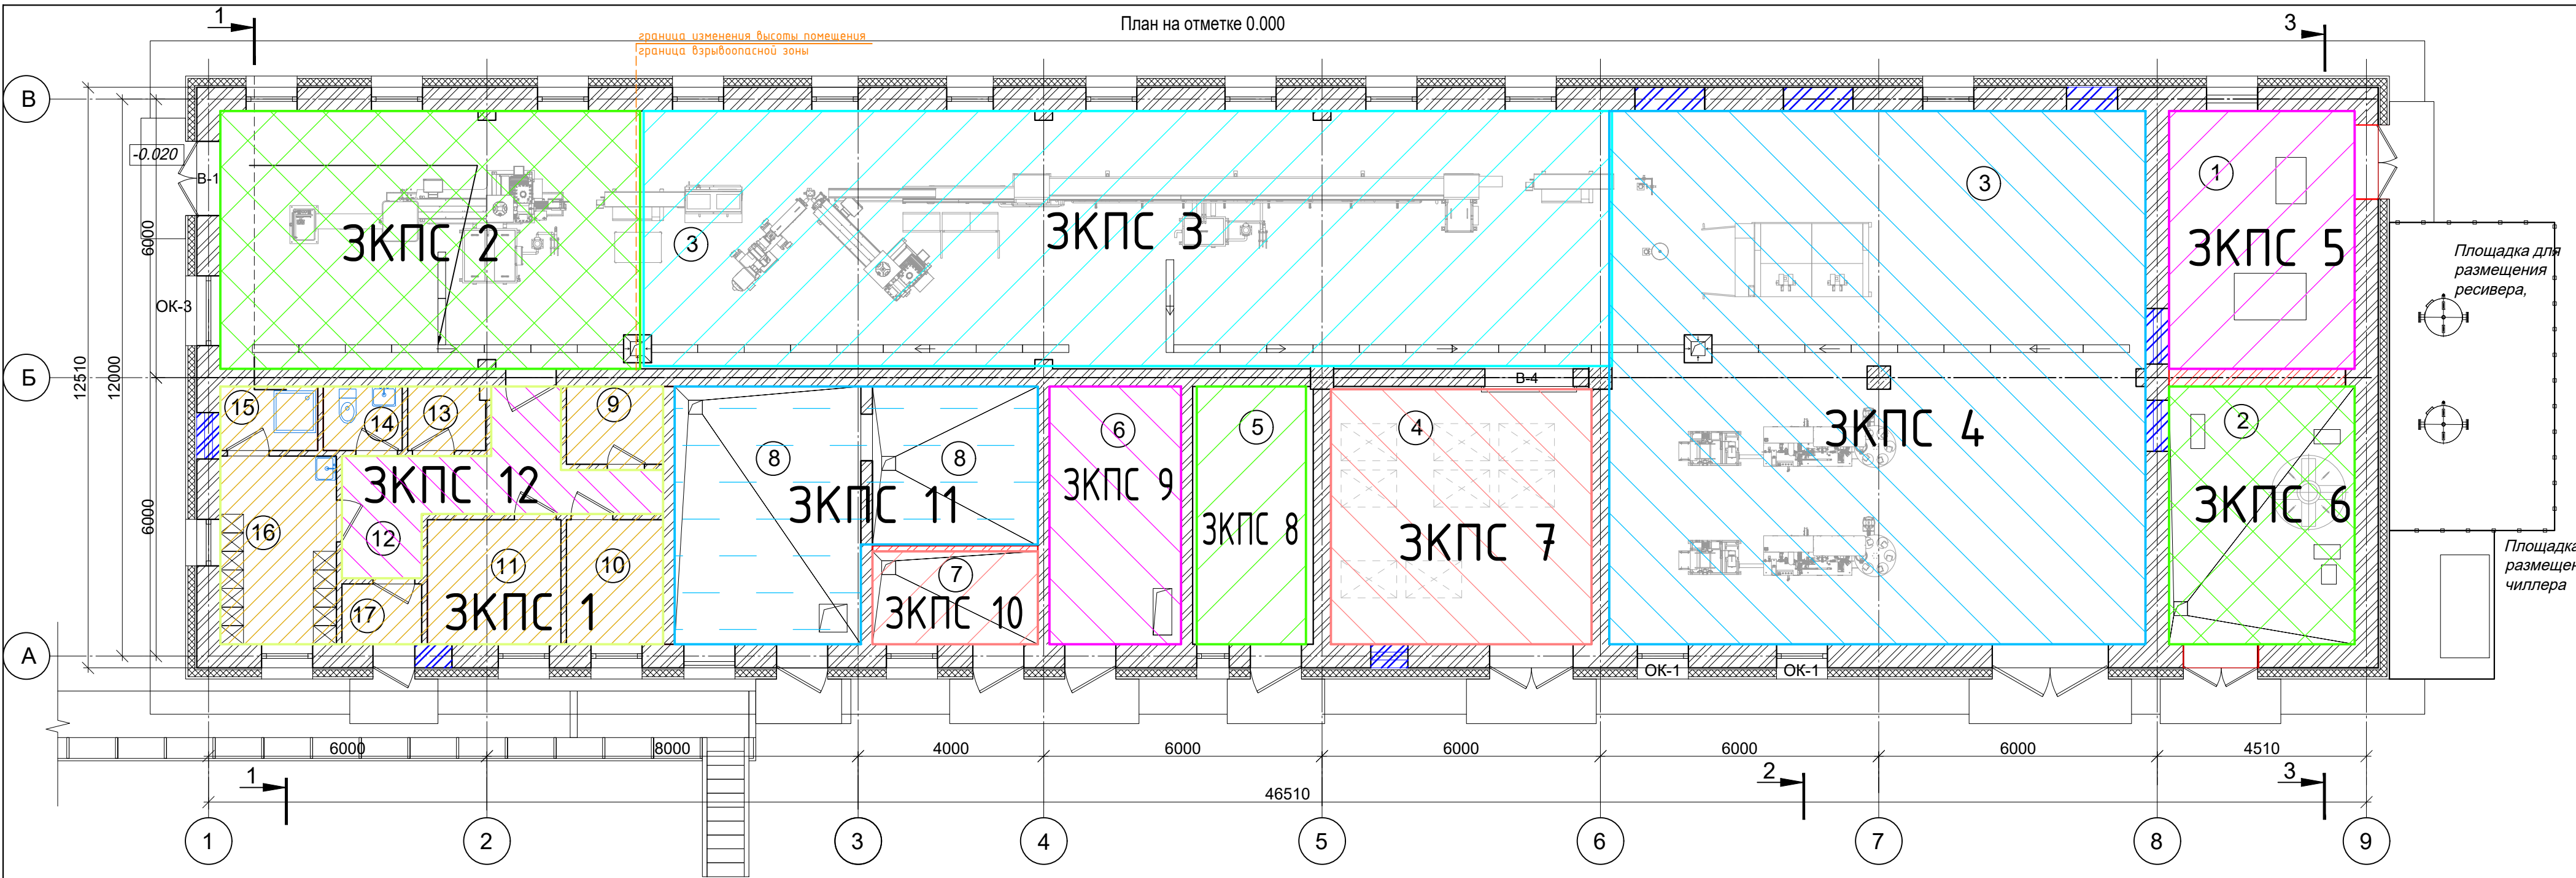 План на отметке 0.000
1
3
граница изменения высоты помещения
граница взрывоопасной зоны
В
-0.020
В-1
1
3
3
ЗКПС 2
ЗКПС 3
ЗКПС 5
6000
Площадка для
размещения
ресивера,
ОК-3
12510
12000
Б
В-4
15
14
13
9
8
8
6
5
4
ЗКПС 4
2
ЗКПС 12
ЗКПС 11
ЗКПС 9
ЗКПС 8
ЗКПС 7
ЗКПС 6
6000
16
12
11
10
7
17
ЗКПС 1
ЗКПС 10
Площадка
размещен
чиллера
А
ОК-1
ОК-1
6000
8000
4000
6000
6000
6000
6000
4510
1
2
3
46510
1
2
3
4
5
6
7
8
9